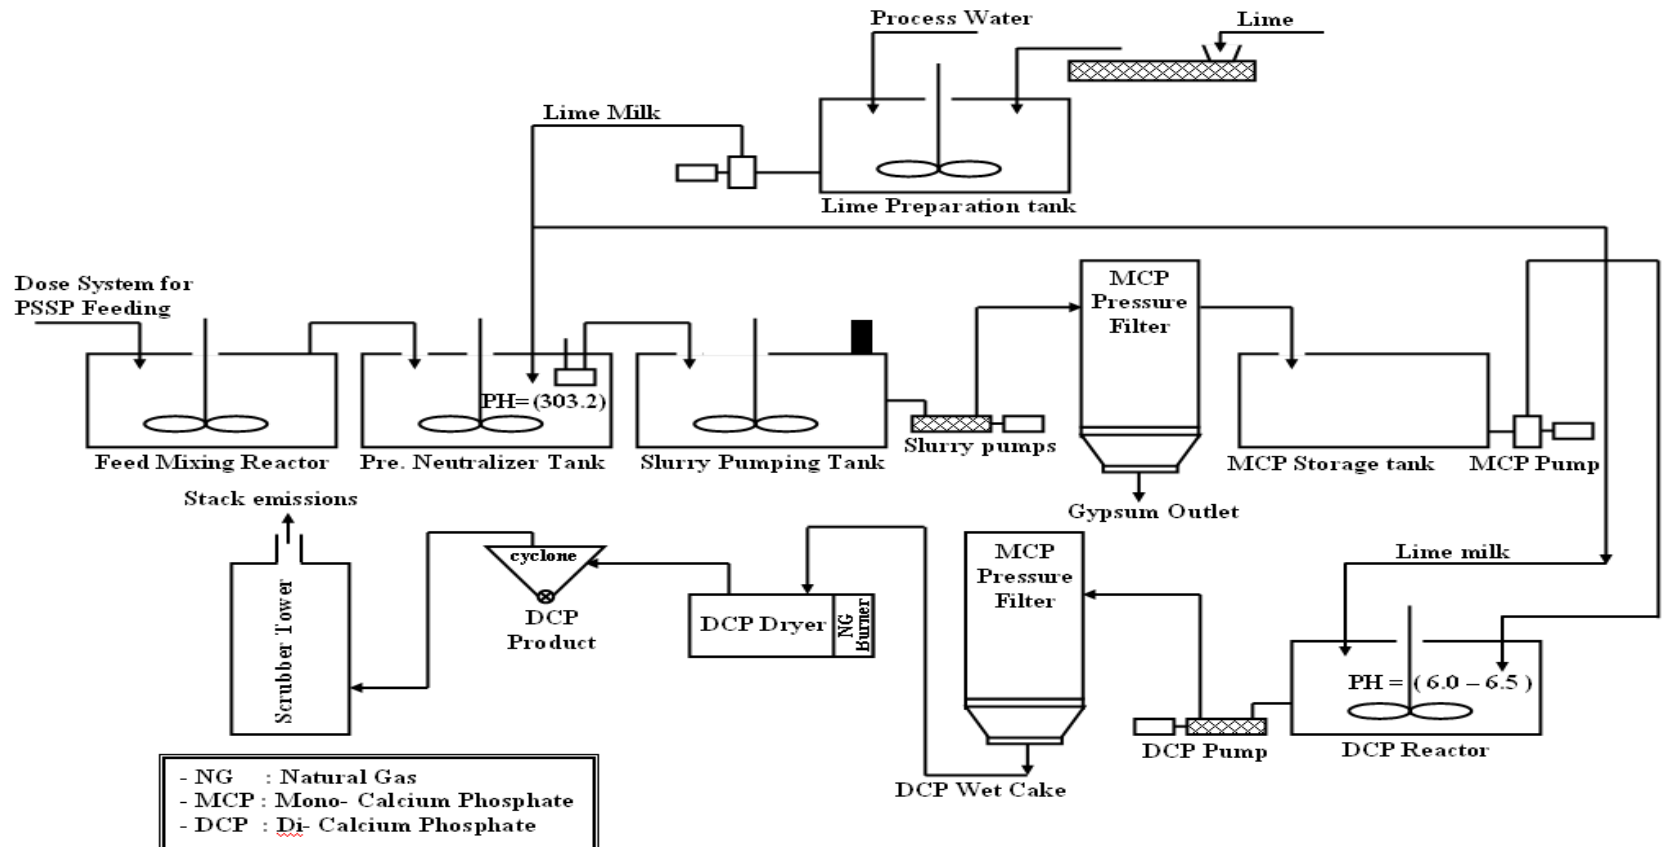 Process Water
Lime
Lime Milk
Lime Preparation tank
Dose System for
PSSP Feeding
MCP
Pressure
Filter
PH=(303.2)
Feed Mixing Reactor
Pre. Neutralizer Tank
Slurry Pumping Tank
Slurry pumps
MCP Storage tank
MCP Pump
Gypsum Outlet
Stack emissions
Scrubber Tower
cyclone
DCP
Product
DCP Dryer
NG
Burner
MCP
Pressure
Filter
Lime milk
PH = ( 6.0 – 6.5 )
DCP Pump
DCP Reactor
DCP Wet Cake
- NG : Natural Gas
- MCP : Mono- Calcium Phosphate
- DCP : Di- Calcium Phosphate